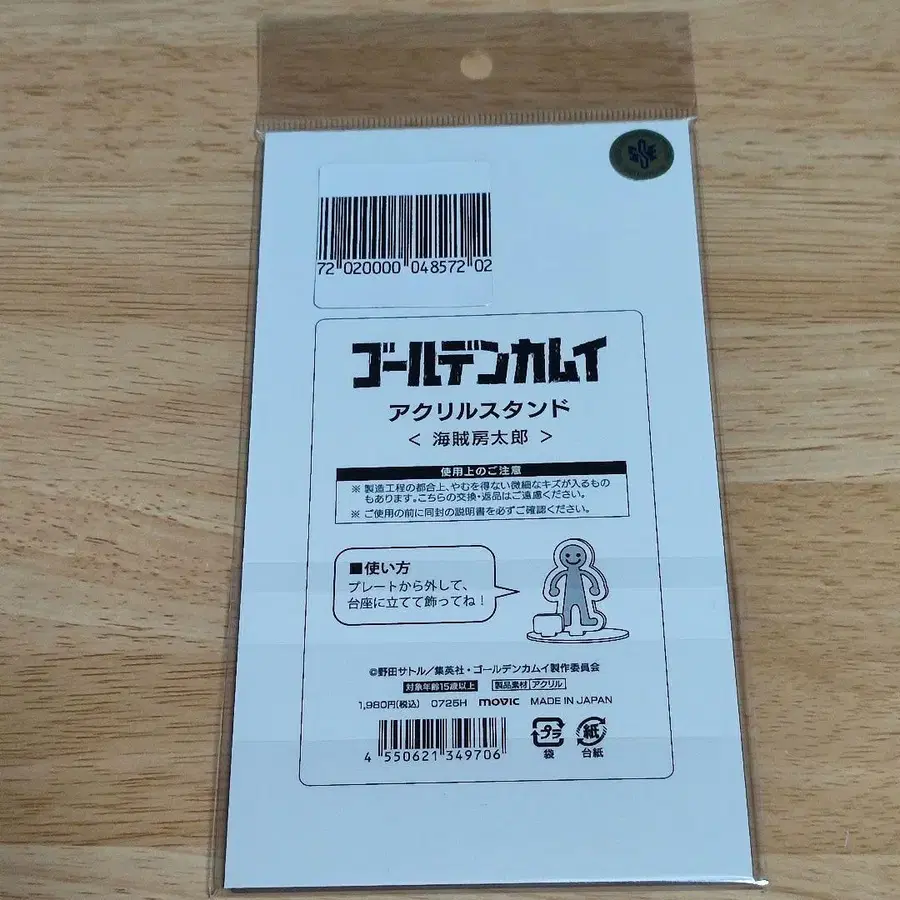 72 020000 048572 02
ゴールデンカムイ
アクリルスタンド
< 海賊房太郎 >
使用上のご注意
※ 製造工程の都合上、やむを得ない微細なキズが入るもの
もあります。こちらの交換・返品はご遠慮ください。
※ ご使用の前に同封の説明書を必ずご確認ください。
■使い方
プレートから外して、
台座に立てて飾ってね!
©野田サトル/集英社・ゴールデンカムイ製作委員会
対象年齢15歳以上 製品素材 アクリル
1,980円(税込) 0725H movic MADE IN JAPAN
4 550621 349706
プラ 紙
袋 台紙